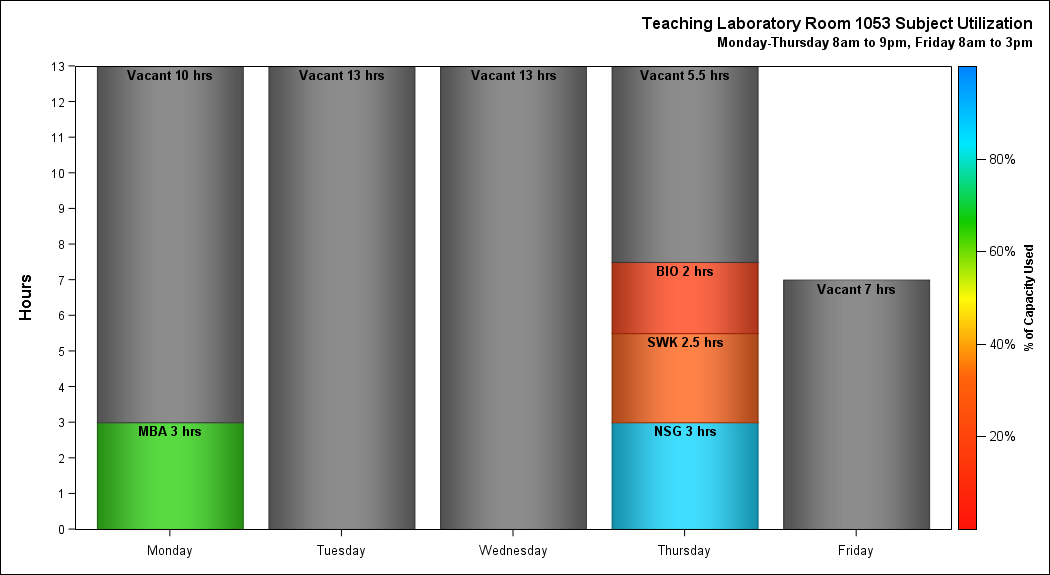 Teaching Laboratory Room 1053 Subject Utilization
Monday-Thursday 8am to 9pm, Friday 8am to 3pm
Hours
13
12
11
10
9
8
7
6
5
4
3
2
1
0
Vacant 10 hrs
MBA 3 hrs
Vacant 13 hrs
Vacant 13 hrs
Vacant 5.5 hrs
BIO 2 hrs
SWK 2.5 hrs
NSG 3 hrs
Vacant 7 hrs
Monday
Tuesday
Wednesday
Thursday
Friday
80%
60%
40%
20%
% of Capacity Used